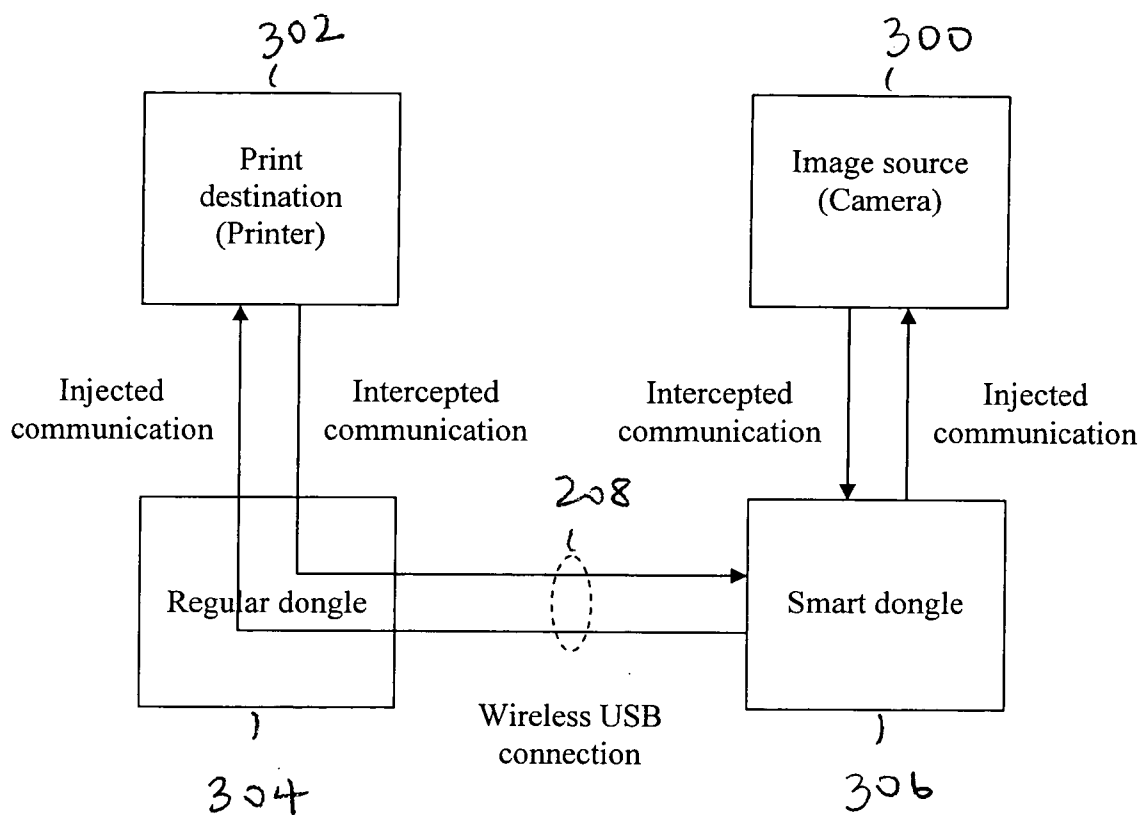 302
300
Print
destination
(Printer)
Image source
(Camera)
Injected
communication
Intercepted
communication
Intercepted
communication
Injected
communication
208
Regular dongle
Smart dongle
Wireless USB
connection
304
306